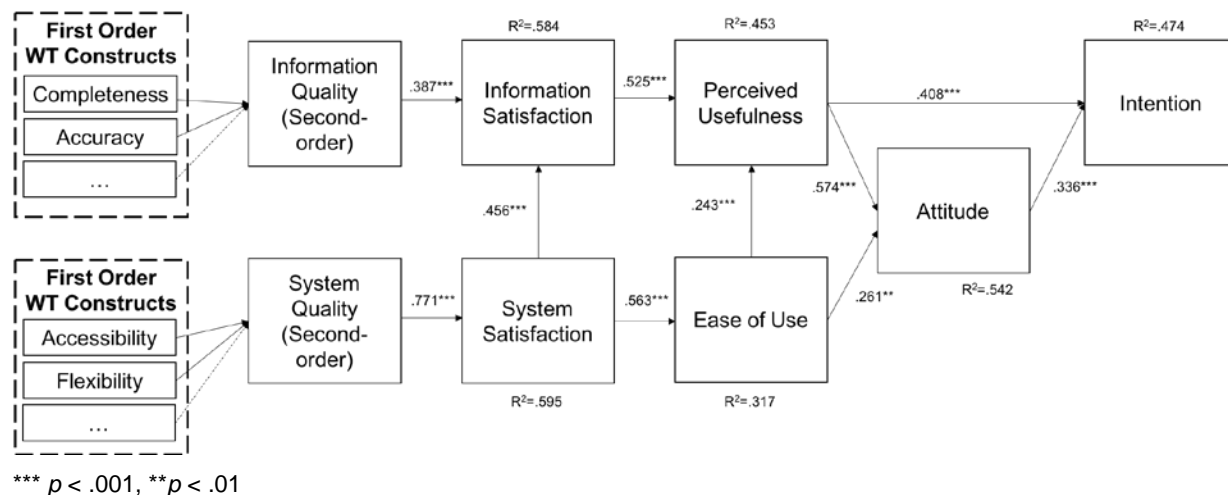 First Order
WT Constructs
Completeness
Accuracy
...
Information
Quality
(Second-
order)
.387***
R²=.584
Information
Satisfaction
.525***
R²=.453
Perceived
Usefulness
.408***
R²=.474
Intention
.456***
.243***
.574***
Attitude
.336***
R²=.542
First Order
WT Constructs
Accessibility
Flexibility
...
System
Quality
(Second-
order)
.771***
System
Satisfaction
R²=.595
.563***
Ease of Use
R²=.317
.261**
*** p < .001, **p < .01